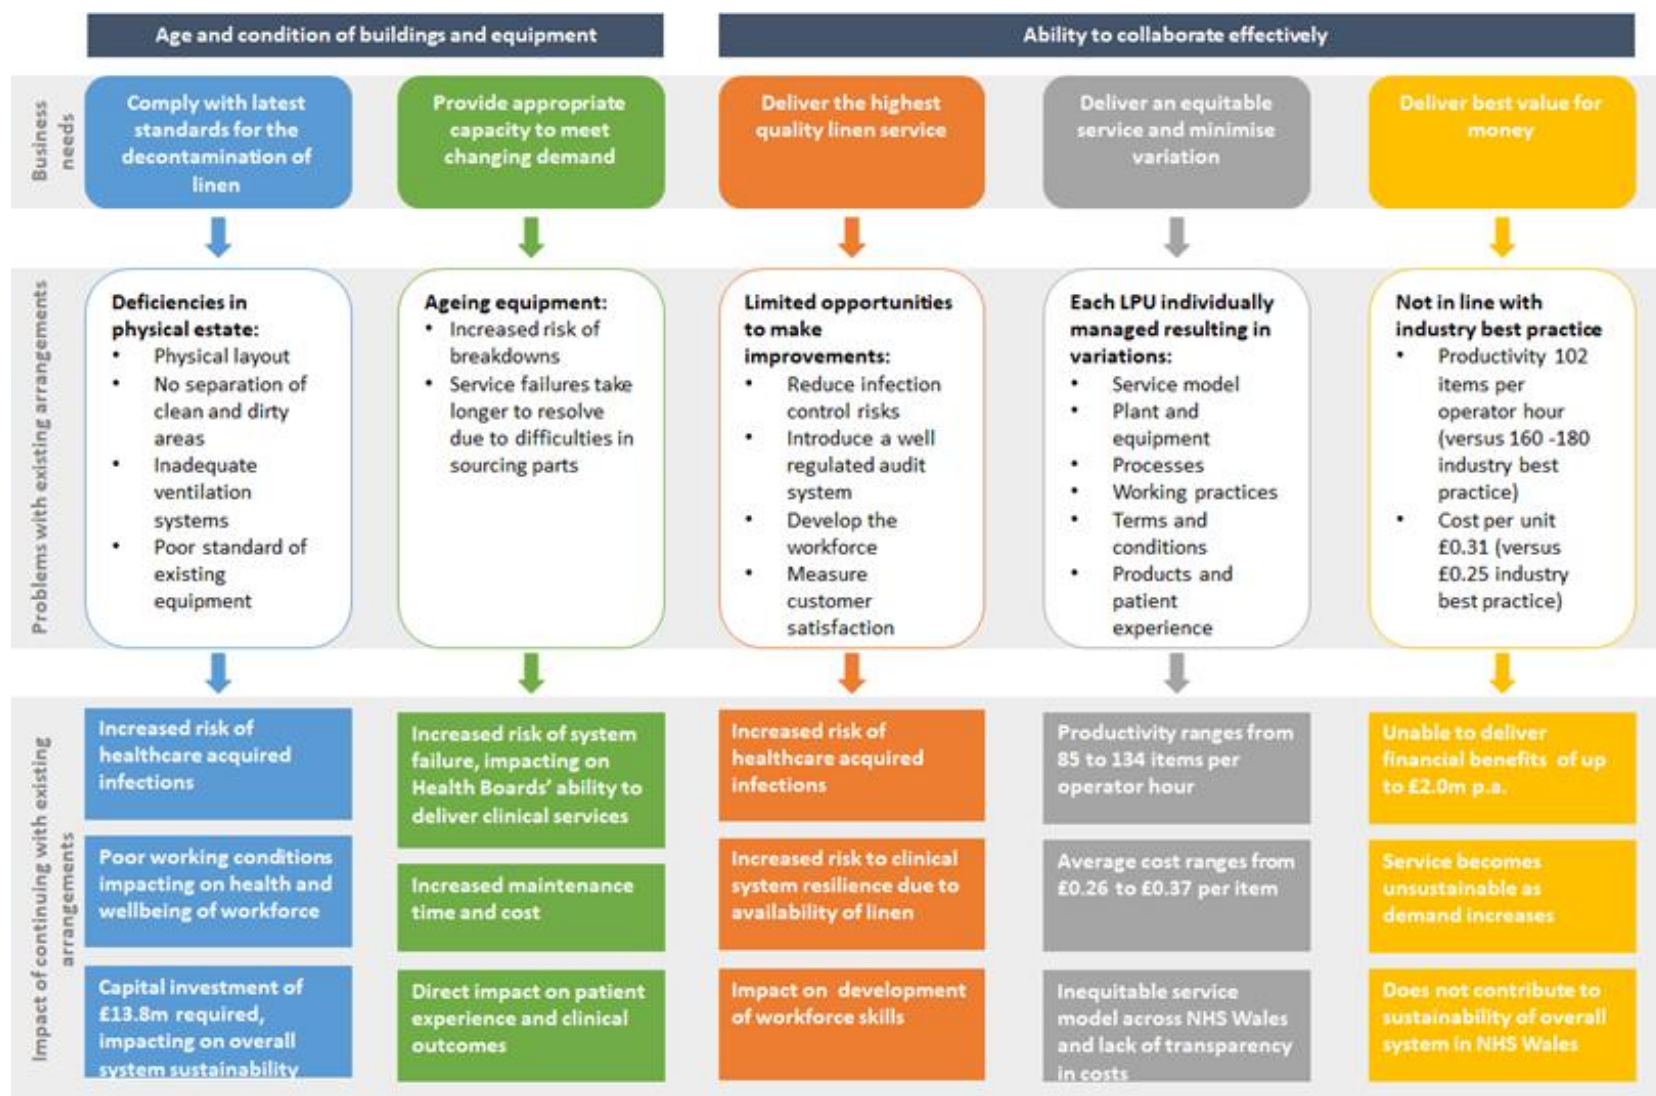 Age and condition of buildings and equipment
Ability to collaborate effectively
Business
needs
Comply with latest
standards for the
decontamination of
linen
Provide appropriate
capacity to meet
changing demand
Deliver the highest
quality linen service
Deliver an equitable
service and minimise
variation
Deliver best value for
money
Problems with existing arrangements
Deficiencies in
physical estate:
• Physical layout
• No separation of
clean and dirty
areas
• Inadequate
ventilation
systems
• Poor standard of
existing
equipment
Ageing equipment:
• Increased risk of
breakdowns
• Service failures take
longer to resolve
due to difficulties in
sourcing parts
Limited opportunities
to make
improvements:
• Reduce infection
control risks
• Introduce a well
regulated audit
system
• Develop the
workforce
• Measure
customer
satisfaction
Each LPU individually
managed resulting in
variations:
• Service model
• Plant and
equipment
• Processes
• Working practices
• Terms and
conditions
• Products and
patient
experience
Not in line with
industry best practice
• Productivity 102
items per
operator hour
(versus 160 -180
industry best
practice)
• Cost per unit
£0.31 (versus
£0.25 industry
best practice)
Impact of continuing with existing
arrangements
Increased risk of
healthcare acquired
infections
Poor working conditions
impacting on health and
wellbeing of workforce
Capital investment of
£13.8m required,
impacting on overall
system sustainability
Increased risk of system
failure, impacting on
Health Boards' ability to
deliver clinical services
Increased maintenance
time and cost
Direct impact on patient
experience and clinical
outcomes
Increased risk of
healthcare acquired
infections
Increased risk to clinical
system resilience due to
availability of linen
Impact on development
of workforce skills
Productivity ranges from
85 to 134 items per
operator hour
Average cost ranges from
£0.26 to £0.37 per item
Inequitable service
model across NHS Wales
and lack of transparency
in costs
Unable to deliver
financial benefits of up
to £2.0m p.a.
Service becomes
unsustainable as
demand increases
Does not contribute to
sustainability of overall
system in NHS Wales